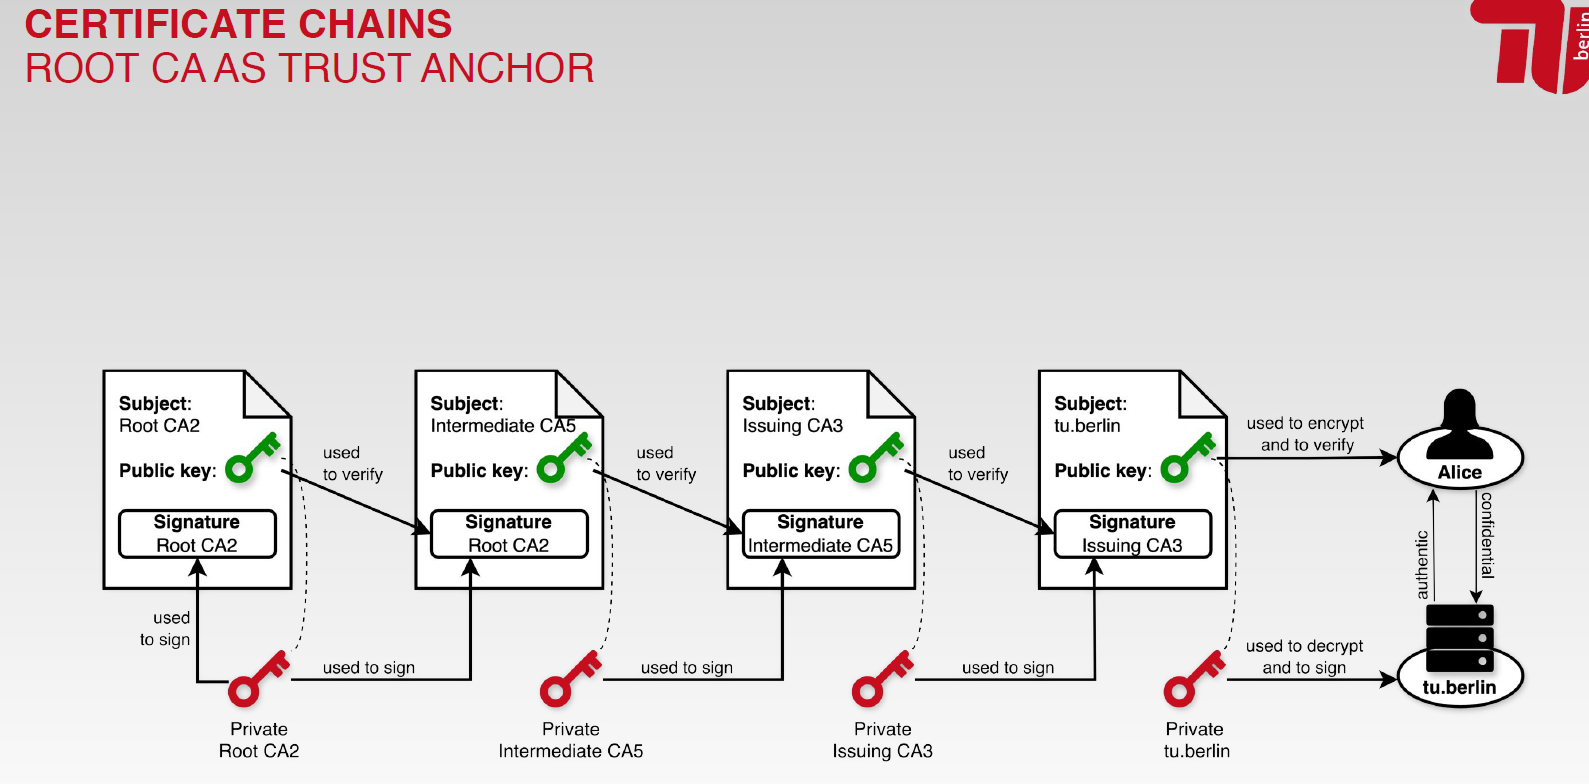 CERTIFICATE CHAINS
ROOT CA AS TRUST ANCHOR
berlin
Subject:
Root CA2
Public key:
Signature
Root CA2
used
to verify
Subject:
Intermediate CA5
Public key:
Signature
Root CA2
used
to verify
Subject:
Issuing CA3
Public key:
Signature
Intermediate CA5
used
to verify
Subject:
tu.berlin
Public key:
Signature
Issuing CA3
used to encrypt
and to verify
Alice
authentic
confidential
used
to sign
used to sign
used to sign
used to sign
used to decrypt
and to sign
tu.berlin
Private
Root CA2
Private
Intermediate CA5
Private
Issuing CA3
Private
tu.berlin